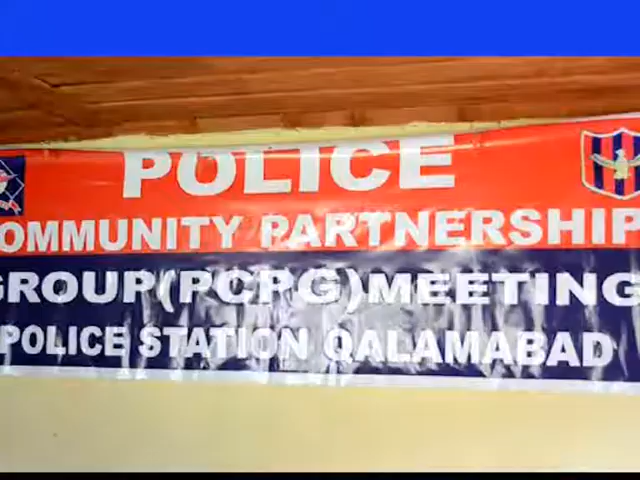 POLICE
OMMUNITY PARTNERSHIP
GROUP(PCPG)MEETING
POLICE STATION QALAMABAD